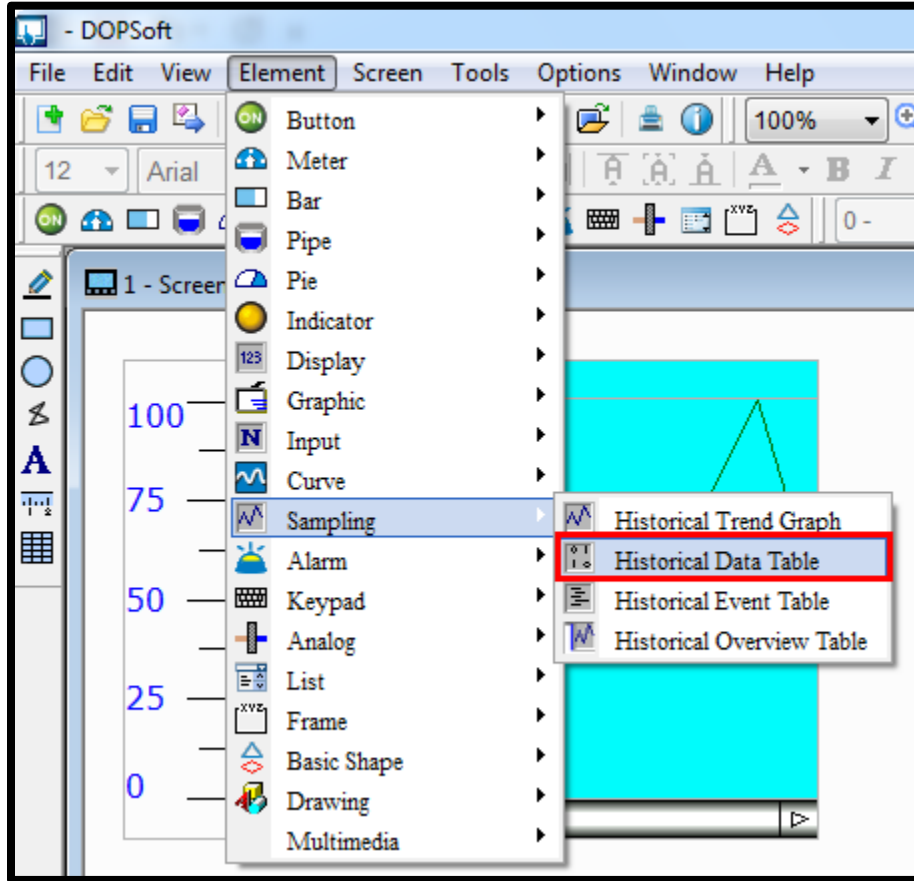 - DOPSoft
File Edit View Element Screen Tools Options Window Help
100%
12 Arial A B I
0 -
1 - Screen
Button
Meter
Bar
Pipe
Pie
Indicator
Display
Graphic
Input
Curve
Sampling
Alarm
Keypad
Analog
List
Frame
Basic Shape
Drawing
Multimedia
Historical Trend Graph
Historical Data Table
Historical Event Table
Historical Overview Table
100
75
50
25
0